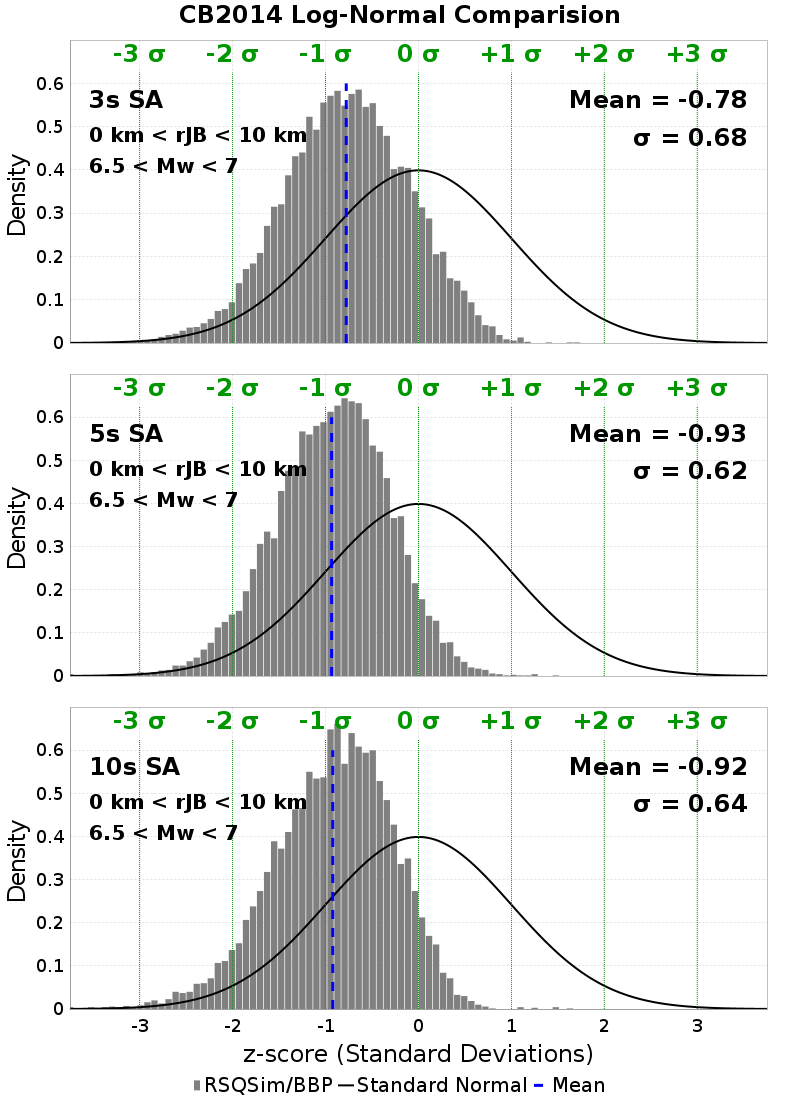 CB2014 Log-Normal Comparision
-3 σ -2 σ -1 σ 0 σ +1 σ +2 σ +3 σ
3s SA
0 km < rJB < 10 km
6.5 < Mw < 7
Mean = -0.78
σ = 0.68
Density
0.6
0.5
0.4
0.3
0.2
0.1
0
-3 σ -2 σ -1 σ 0 σ +1 σ +2 σ +3 σ
5s SA
0 km < rJB < 10 km
6.5 < Mw < 7
Mean = -0.93
σ = 0.62
Density
0.6
0.5
0.4
0.3
0.2
0.1
0
-3 σ -2 σ -1 σ 0 σ +1 σ +2 σ +3 σ
10s SA
0 km < rJB < 10 km
6.5 < Mw < 7
Mean = -0.92
σ = 0.64
Density
0.6
0.5
0.4
0.3
0.2
0.1
0
-3 -2 -1 0 1 2 3
z-score (Standard Deviations)
RSQSim/BBP Standard Normal Mean